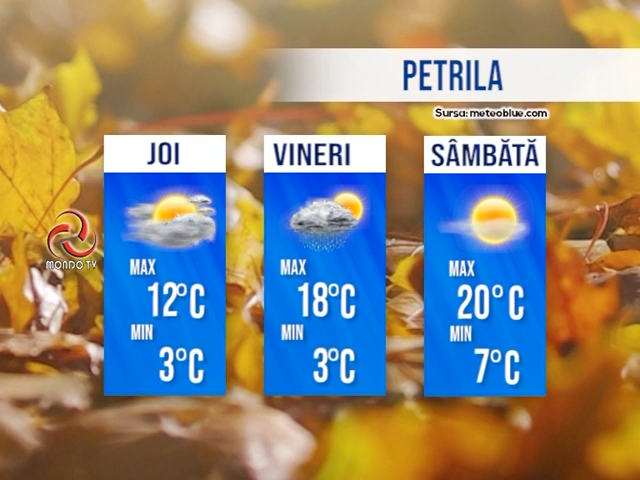 PETRILA
Sursa: meteoblue.com
JOI
MAX
12°C
MIN
3°C
VINERI
MAX
18°C
MIN
3°C
SÂMBĂTĂ
MAX
20°C
MIN
7°C
MONDO TV